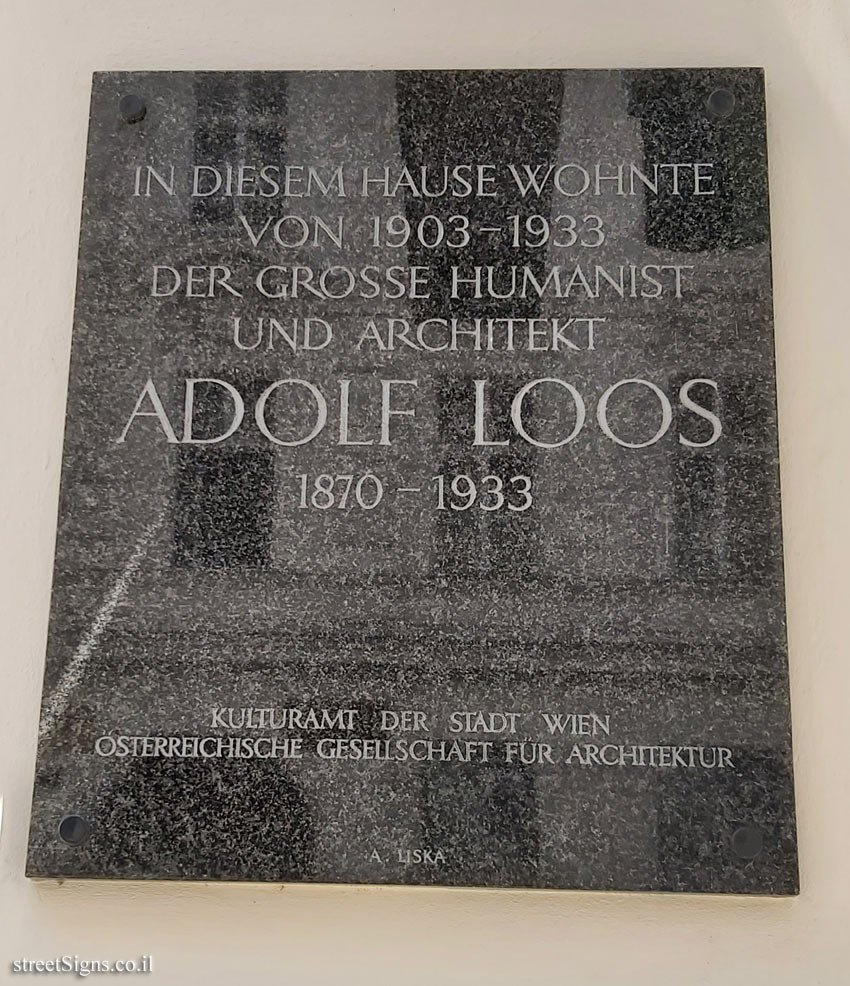 IN DIESEM HAUSE WOHNTE
VON 1903–1933
DER GROSSE HUMANIST
UND ARCHITEKT
ADOLF LOOS
1870 – 1933
KULTURAMT DER STADT WIEN
ÖSTERREICHISCHE GESELLSCHAFT FÜR ARCHITEKTUR
A. LISKA
streetSigns.co.il